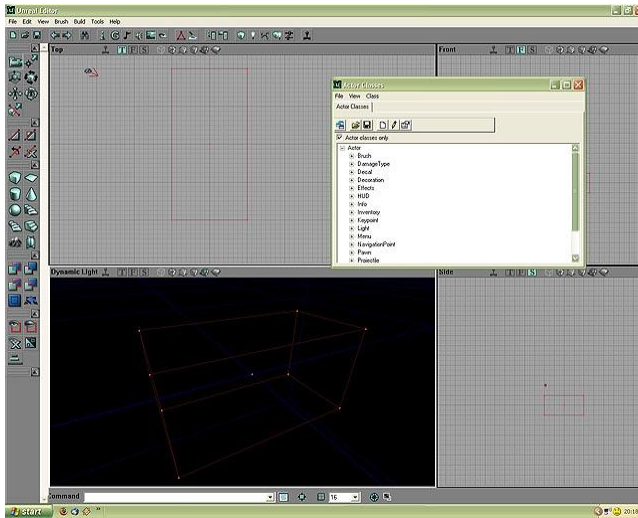 Unreal Editor
File Edit View Brush Build Tools Help
Top
Front
Actor Classes
File View Class
Actor Classes
Actor classes only
Actor
Brush
DamageType
Decal
Decoration
Effects
HUD
Info
Inventory
Keypoint
Light
Menu
NavigationPoint
Pawn
Projectile
Dynamic Light
Side
Command
16
start
20:18